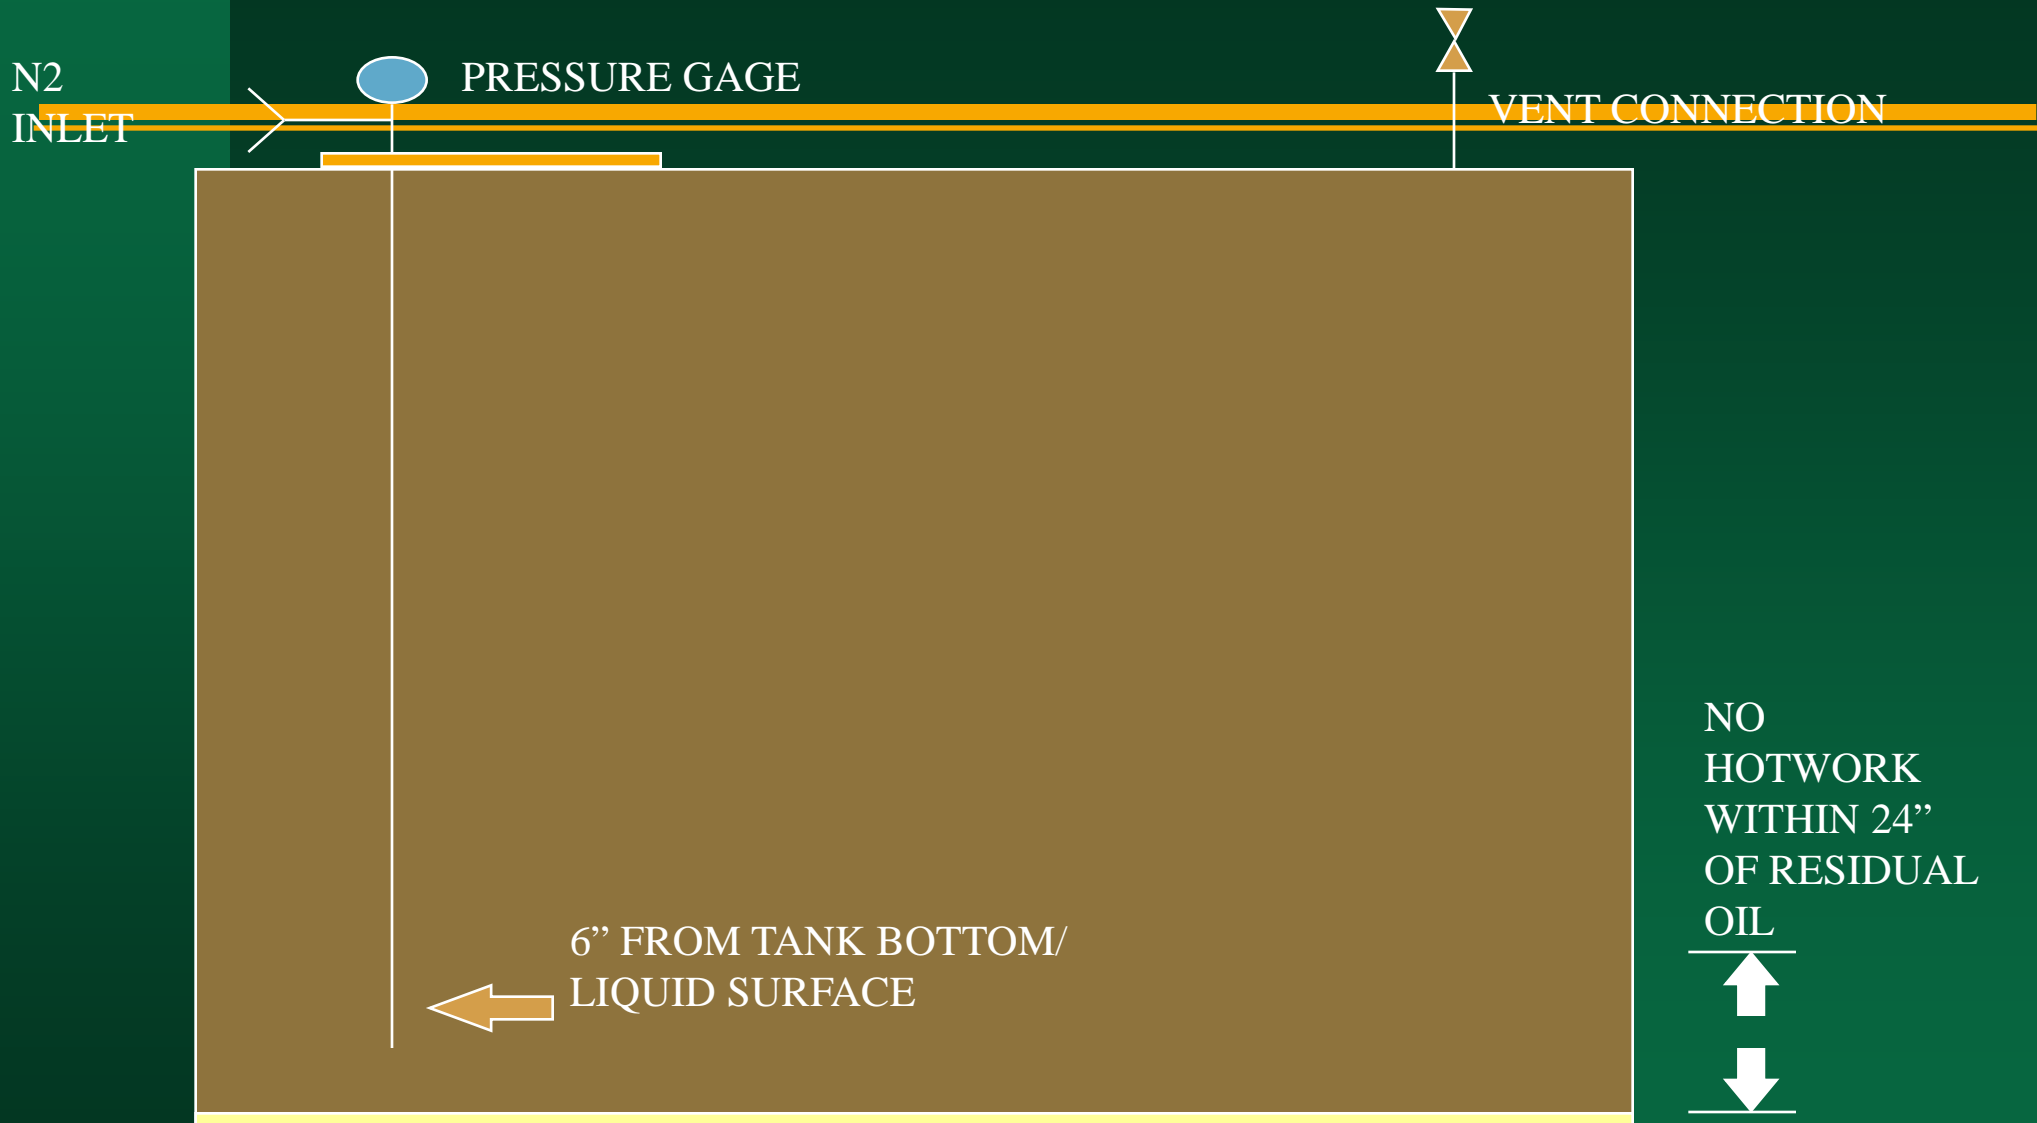 N2
INLET
PRESSURE GAGE
VENT CONNECTION
NO
HOTWORK
WITHIN 24”
OF RESIDUAL
OIL
6” FROM TANK BOTTOM/
LIQUID SURFACE